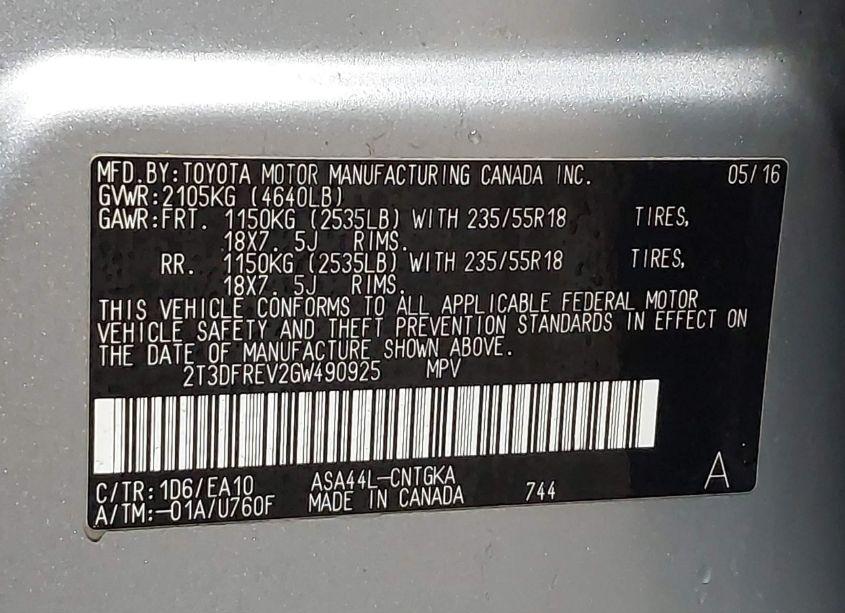 MFD.BY:TOYOTA MOTOR MANUFACTURING CANADA INC. 05/16
GVWR:2105KG (4640LB)
GAWR:FRT. 1150KG (2535LB) WITH 235/55R18 TIRES,
18X7. 5J RIMS.
RR. 1150KG (2535LB) WITH 235/55R18 TIRES,
18X7. 5J RIMS.
THIS VEHICLE CONFORMS TO ALL APPLICABLE FEDERAL MOTOR
VEHICLE SAFETY AND THEFT PREVENTION STANDARDS IN EFFECT ON
THE DATE OF MANUFACTURE SHOWN ABOVE.
2T3DFREV2GW490925 MPV
C/TR:1D6/EA10 ASA44L-CNTGKA
A/TM:-01A/U760F MADE IN CANADA 744 A